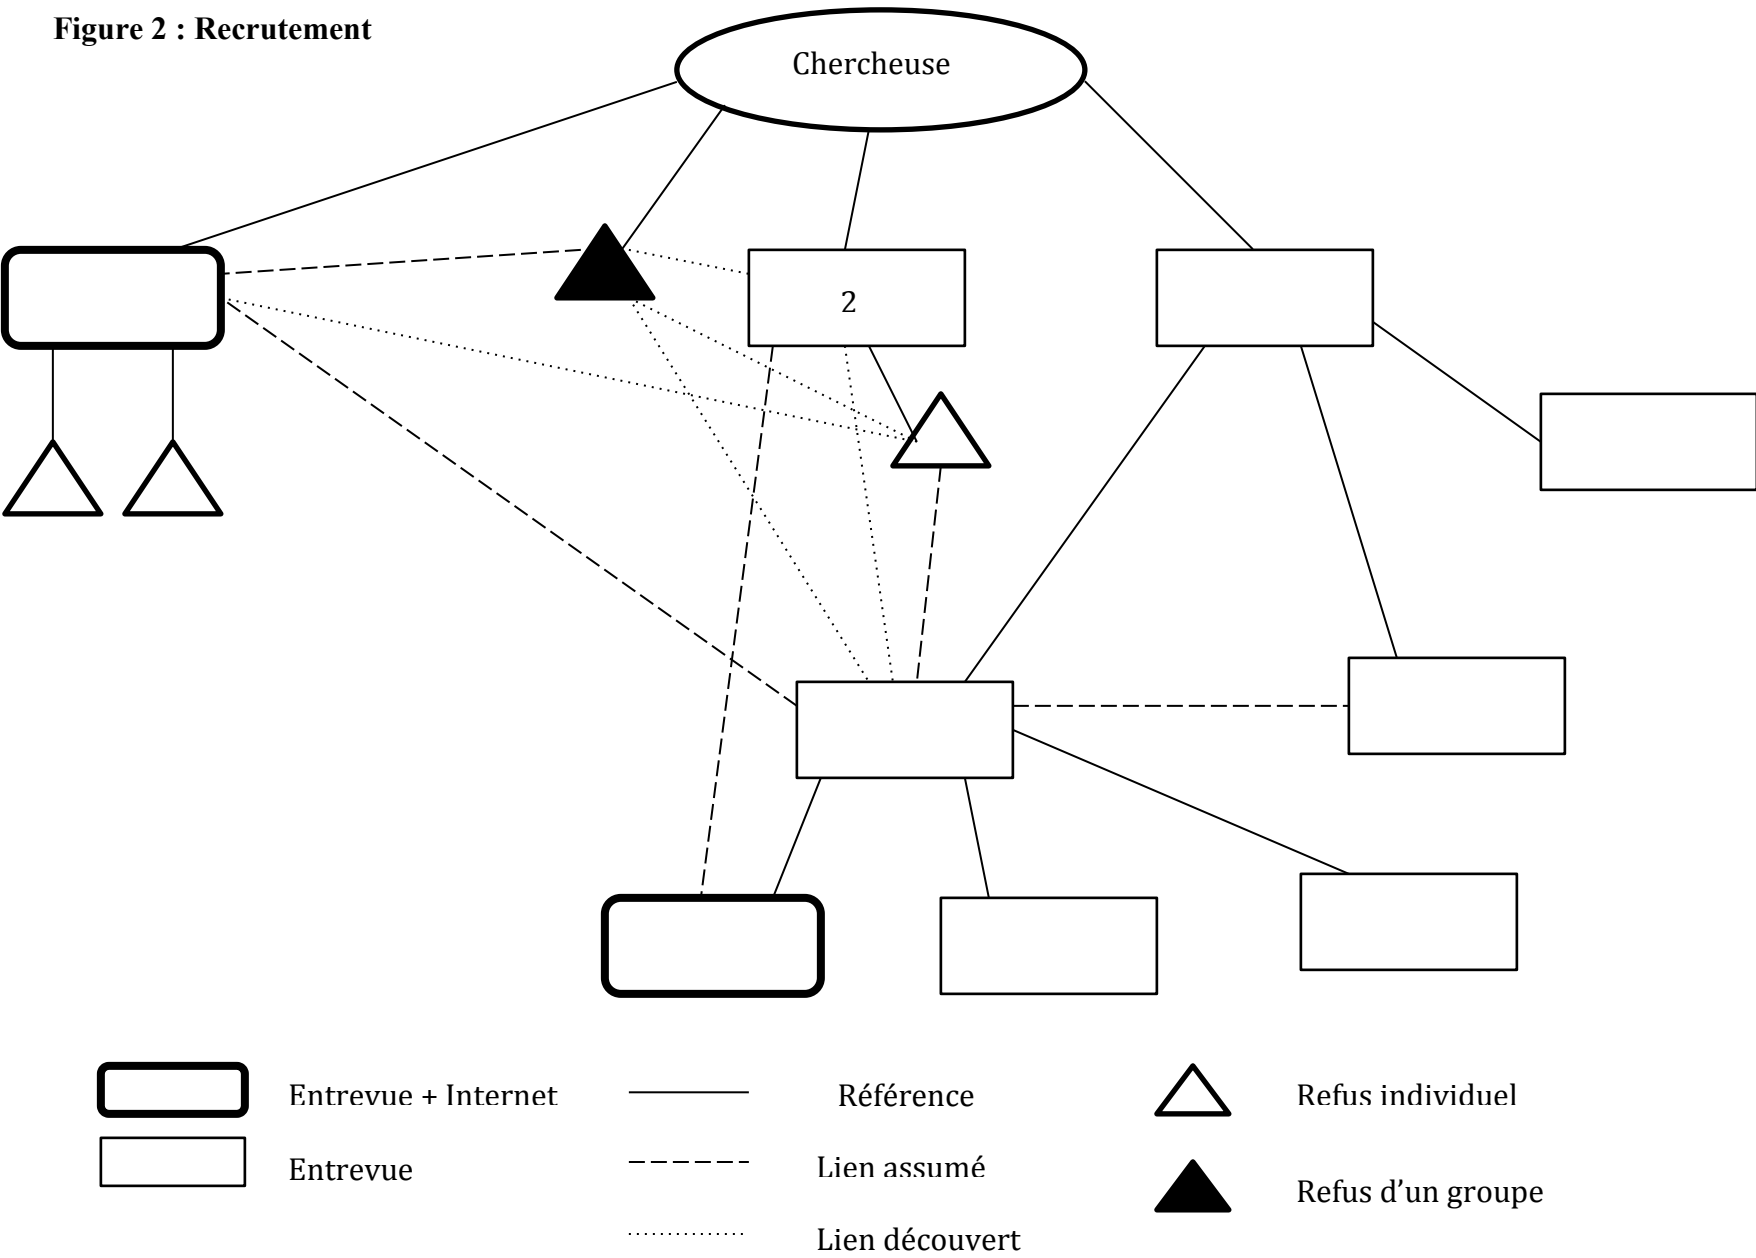 Figure 2 : Recrutement
Chercheuse
2
Entrevue + Internet
Référence
Refus individuel
Entrevue
Lien assumé
Refus d'un groupe
Lien découvert